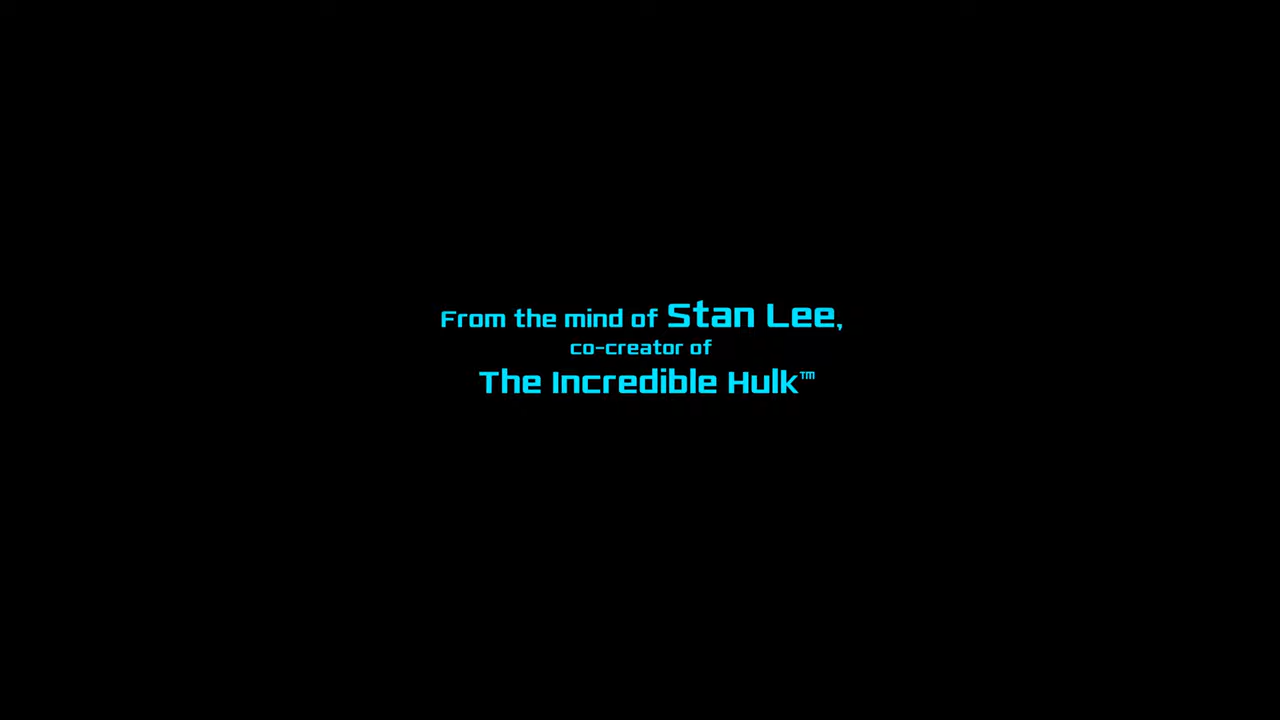 From the mind of Stan Lee,
co-creator of
The Incredible Hulk™